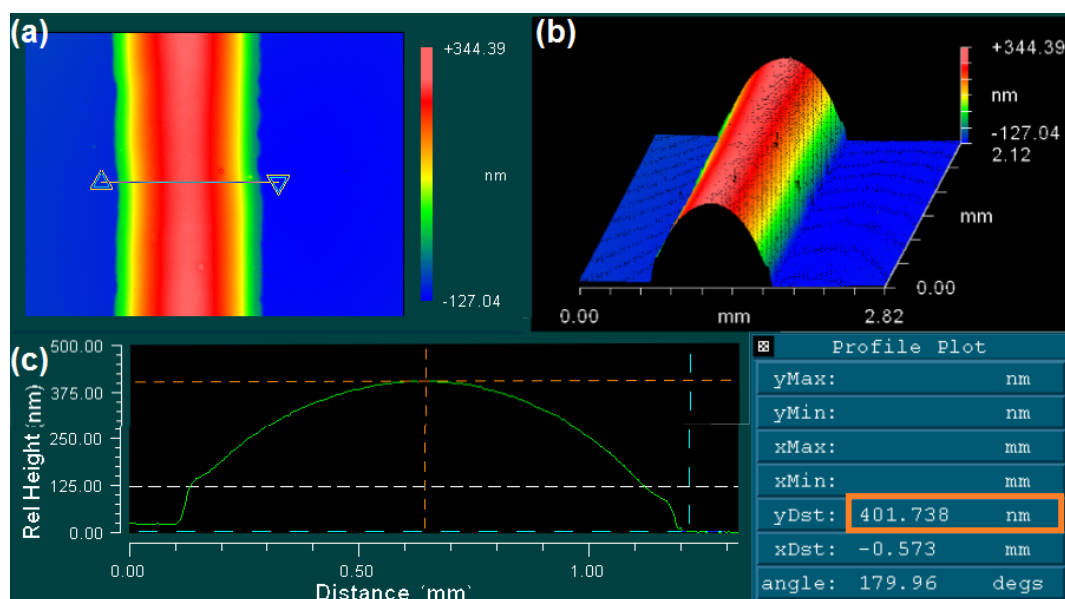 (a)
+344.39
nm
-127.04
(b)
+344.39
nm
-127.04
2.12
mm
0.00
0.00
mm
2.82
(c)
500.00
375.00
250.00
125.00
0.00
Rel Height (nm)
0.00
0.50
1.00
Distance (mm)
Profile Plot
yMax: nm
yMin: nm
xMax: mm
xMin: mm
yDst: 401.738 nm
xDst: -0.573 mm
angle: 179.96 degs